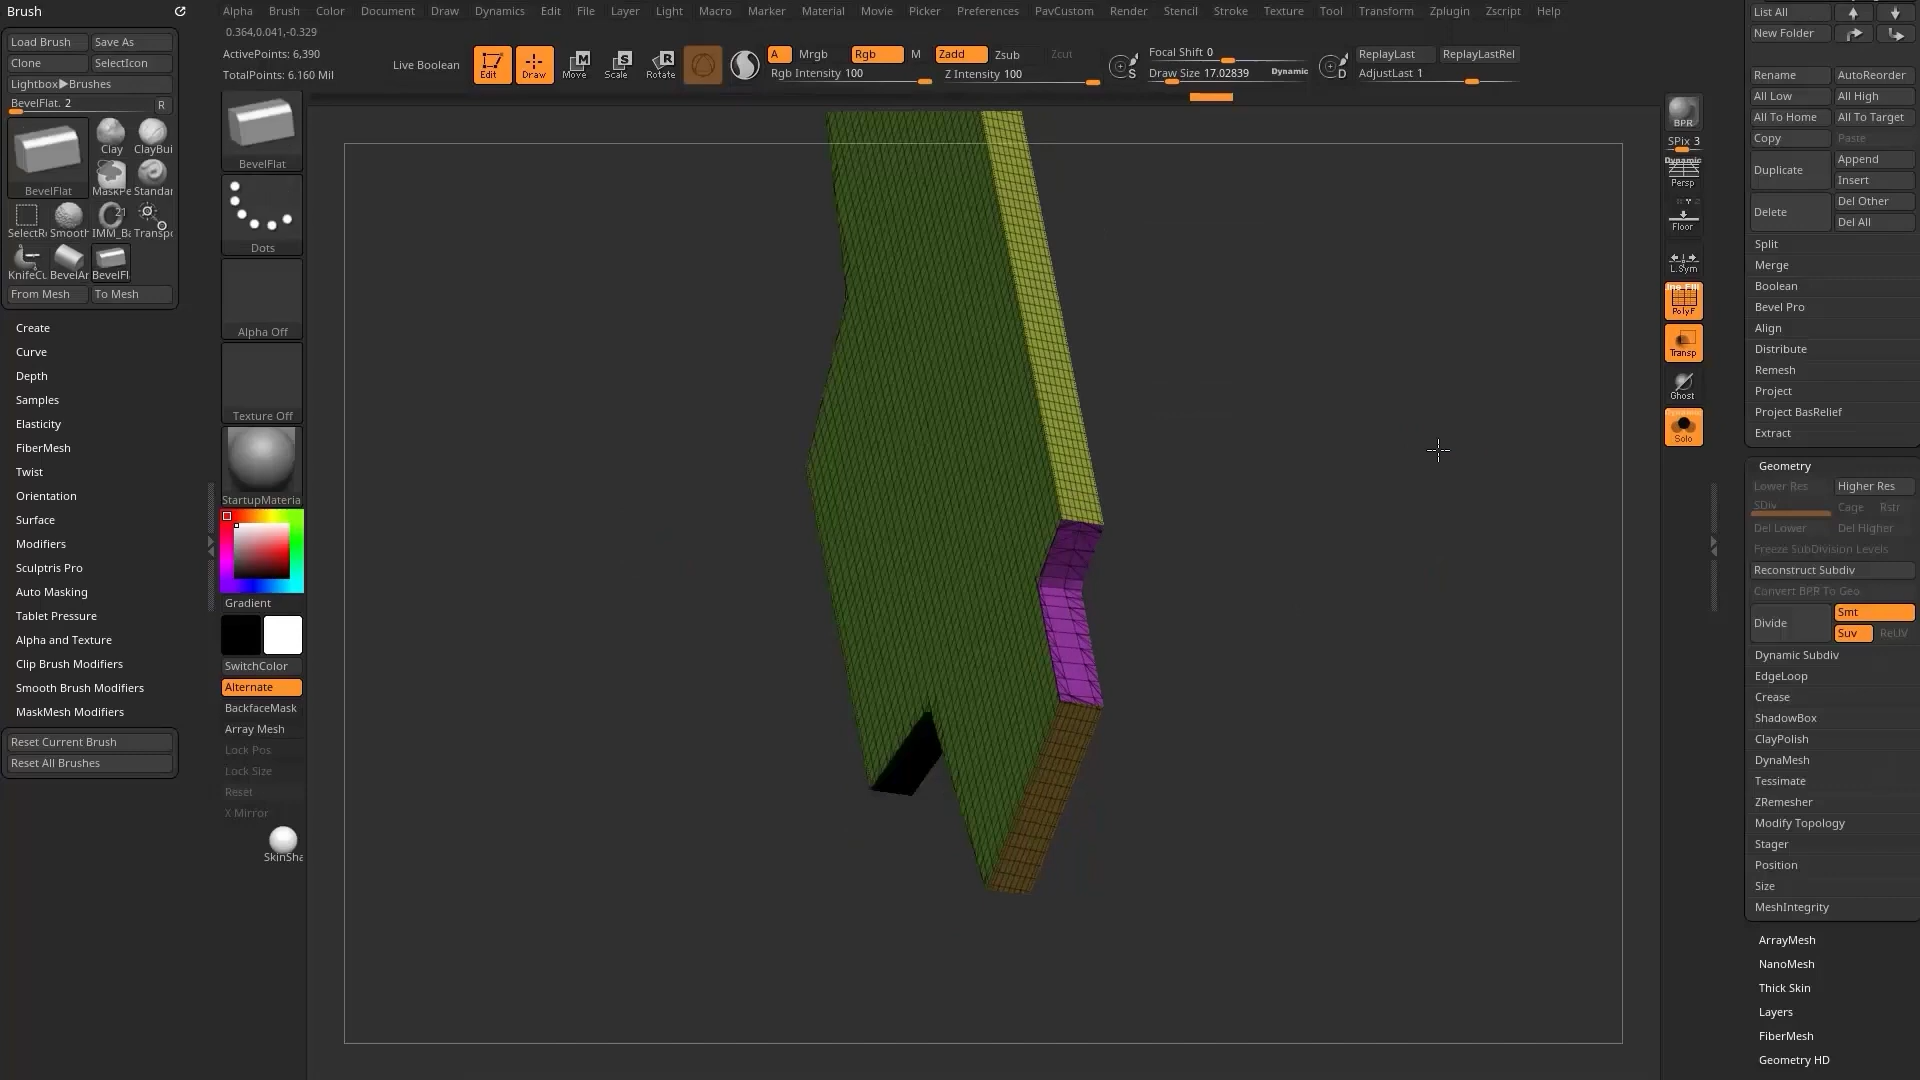 Brush
Load Brush Save As
Clone SelectIcon
Lightbox▶Brushes
BevelFlat. 2 R
BevelFlat Clay ClayBui
MaskPe Standar
SelectRe Smooth IMM_Ba Transpo
21
KnifeCu BevelAr BevelFl
From Mesh To Mesh
Create
Curve
Depth
Samples
Elasticity
FiberMesh
Twist
Orientation
Surface
Modifiers
Sculptris Pro
Auto Masking
Tablet Pressure
Alpha and Texture
Clip Brush Modifiers
Smooth Brush Modifiers
MaskMesh Modifiers
Reset Current Brush
Reset All Brushes
Alpha Brush Color Document Draw Dynamics Edit File Layer Light Macro Marker Material Movie Picker Preferences PavCustom Render Stencil Stroke Texture Tool Transform Zplugin Zscript Help
0.364,0.041,-0.329
ActivePoints: 6,390
TotalPoints: 6.160 Mil
Live Boolean
Edit Draw Move Scale Rotate
A Mrgb Rgb M Zadd Zsub Zcut
Rgb Intensity 100 Z Intensity 100
Focal Shift 0
Draw Size 17.02839 Dynamic
ReplayLast ReplayLastRel
AdjustLast 1
BevelFlat
Dots
Alpha Off
Texture Off
StartupMateria
Gradient
SwitchColor
Alternate
BackfaceMask
Array Mesh
Lock Pos
Lock Size
Reset
X Mirror
SkinSha
BPR
SPix 3
Dynamic
Persp
Floor
L.Sym
PolyF
Transp
Ghost
Solo
List All
New Folder
Rename AutoReorder
All Low All High
All To Home All To Target
Copy Paste
Duplicate Append
Insert
Delete Del Other
Del All
Split
Merge
Boolean
Bevel Pro
Align
Distribute
Remesh
Project
Project BasRelief
Extract
Geometry
Lower Res Higher Res
SDiv Cage Rstr
Del Lower Del Higher
Freeze SubDivision Levels
Reconstruct Subdiv
Convert BPR To Geo
Divide Smt
Suv ReUV
Dynamic Subdiv
EdgeLoop
Crease
ShadowBox
ClayPolish
DynaMesh
Tessimate
ZRemesher
Modify Topology
Stager
Position
Size
MeshIntegrity
ArrayMesh
NanoMesh
Thick Skin
Layers
FiberMesh
Geometry HD